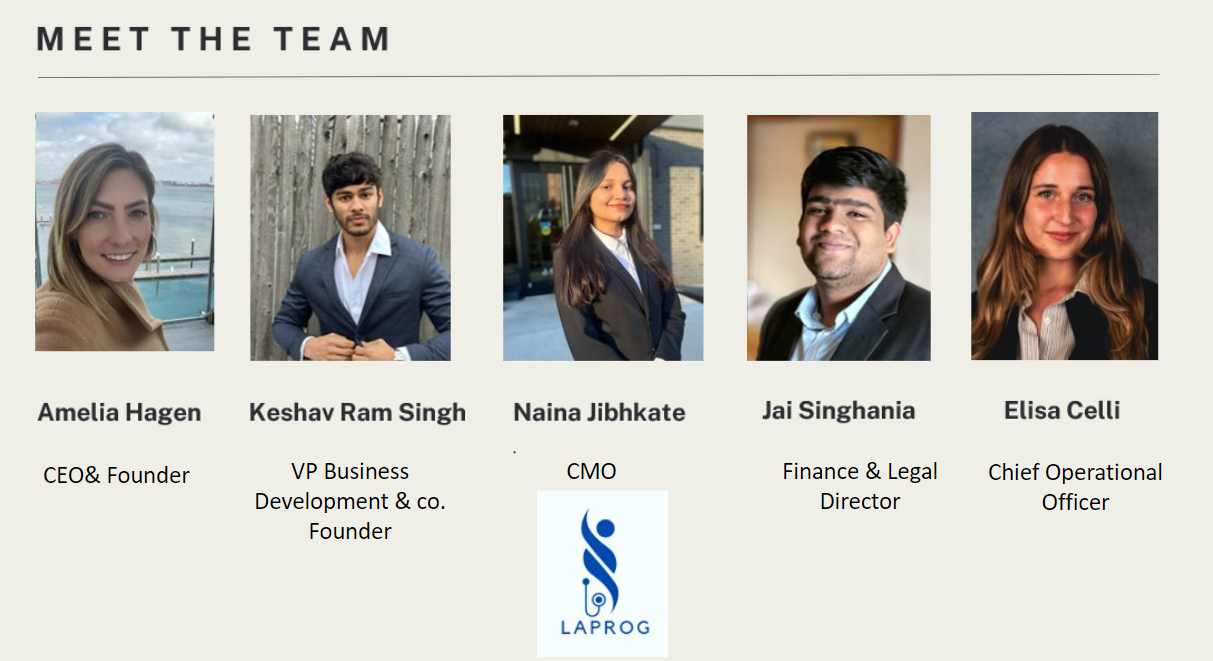 MEET THE TEAM
Amelia Hagen
Keshav Ram Singh
Naina Jibhkate
Jai Singhania
Elisa Celli
CEO& Founder
VP Business
Development & co.
Founder
CMO
Finance & Legal
Director
Chief Operational
Officer
LAPROG